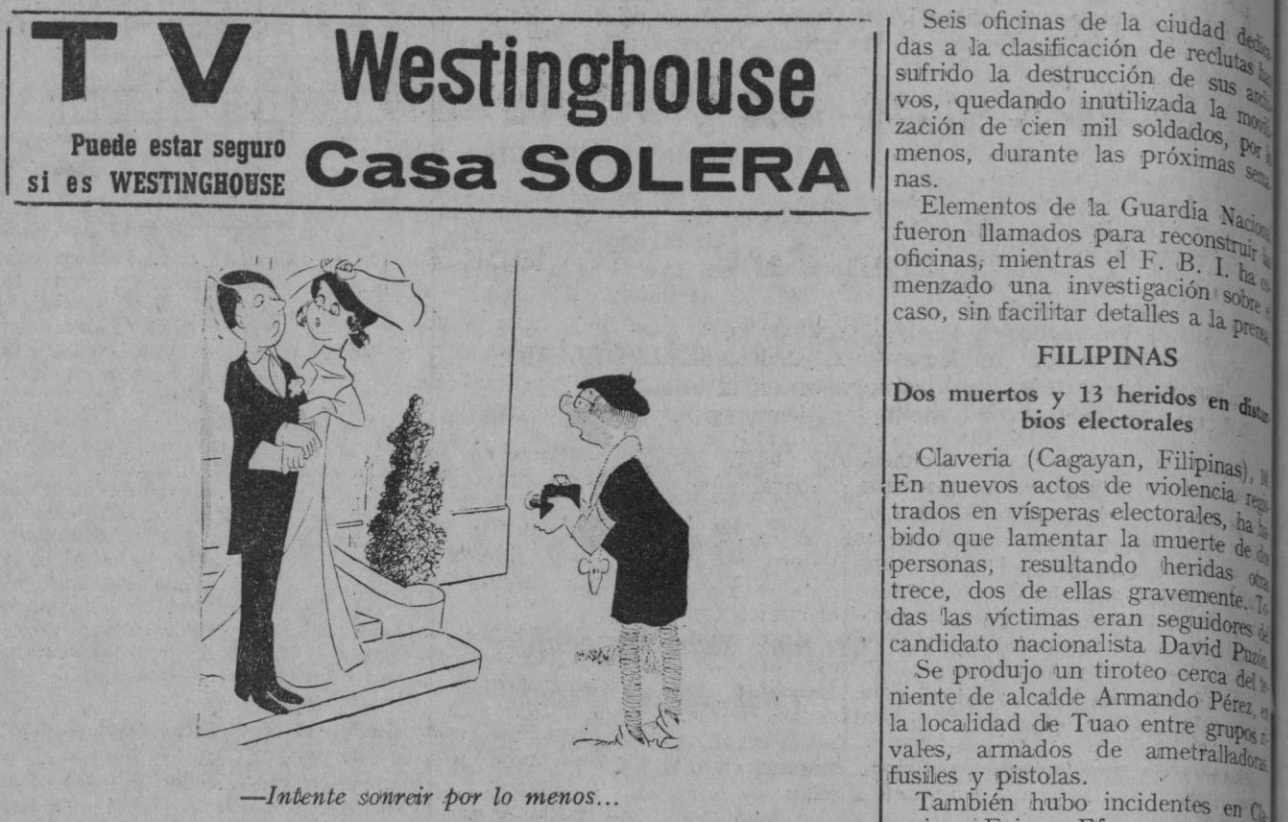 TV Westinghouse
Puede estar seguro
si es WESTINGHOUSE
Casa SOLERA
—Intente sonreir por lo menos...
Seis oficinas de la ciudad
das a la clasificación de reclutas
sufrido la destrucción de sus
vos, quedando inutilizada la
zación de cien mil soldados, por
menos, durante las próximas
nas.
Elementos de la Guardia
fueron llamados para reconstruir
oficinas, mientras el F. B. I. ha
menzado una investigación sobre
caso, sin facilitar detalles a la prensa
FILIPINAS
Dos muertos y 13 heridos en
bios electorales
Claveria (Cagayan, Filipinas),
En nuevos actos de violencia
trados en vísperas electorales, ha
bido que lamentar la muerte de dos
personas, resultando heridas
trece, dos de ellas gravemente. To-
das las víctimas eran seguidores
candidato nacionalista David
Se produjo un tiroteo cerca del te-
niente de alcalde Armando Pérez,
la localidad de Tuao entre grupos
vales, armados de ametralladoras,
fusiles y pistolas.
También hubo incidentes en